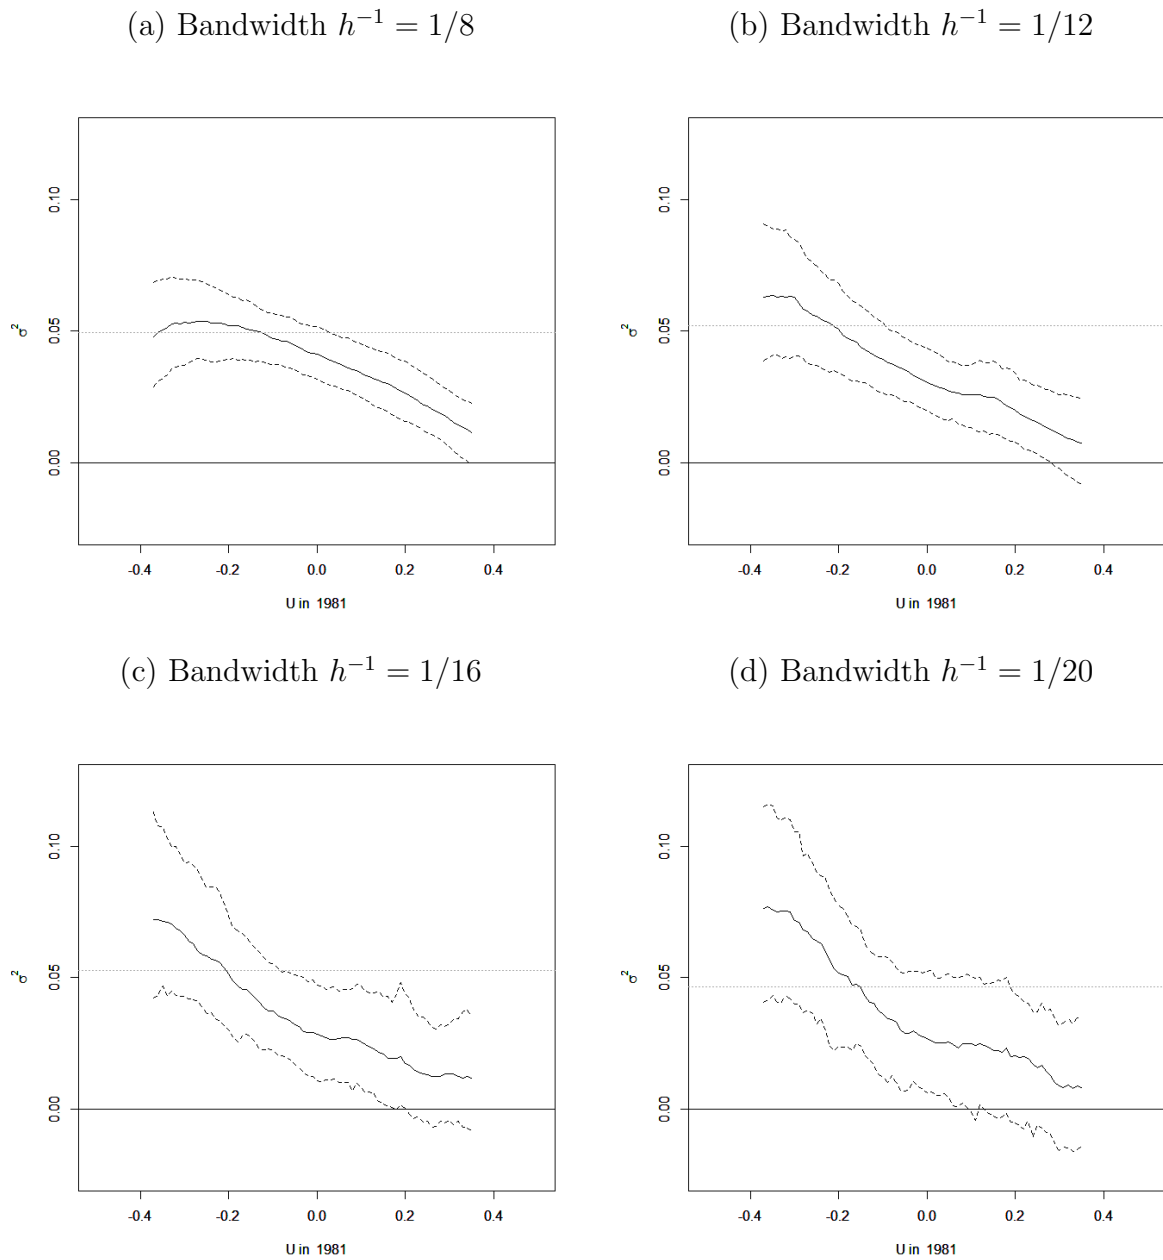 (a) Bandwidth h⁻¹ = 1/8
(b) Bandwidth h⁻¹ = 1/12
0.10
0.05
0.00
σ²
-0.4 -0.2 0.0 0.2 0.4
U in 1981
0.10
0.05
0.00
σ²
-0.4 -0.2 0.0 0.2 0.4
U in 1981
(c) Bandwidth h⁻¹ = 1/16
(d) Bandwidth h⁻¹ = 1/20
0.10
0.05
0.00
σ²
-0.4 -0.2 0.0 0.2 0.4
U in 1981
0.10
0.05
0.00
σ²
-0.4 -0.2 0.0 0.2 0.4
U in 1981